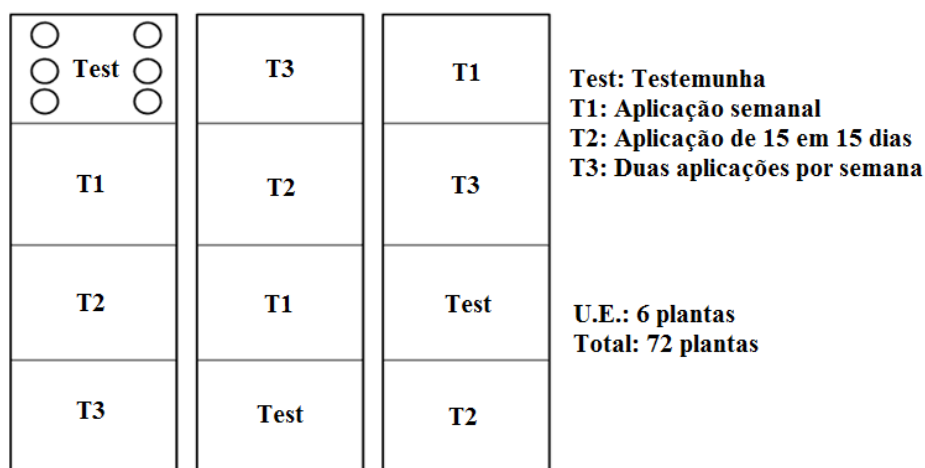 Test
T1
T2
T3
T3
T2
T1
Test
T1
T3
Test
T2
Test: Testemunha
T1: Aplicação semanal
T2: Aplicação de 15 em 15 dias
T3: Duas aplicações por semana
U.E.: 6 plantas
Total: 72 plantas